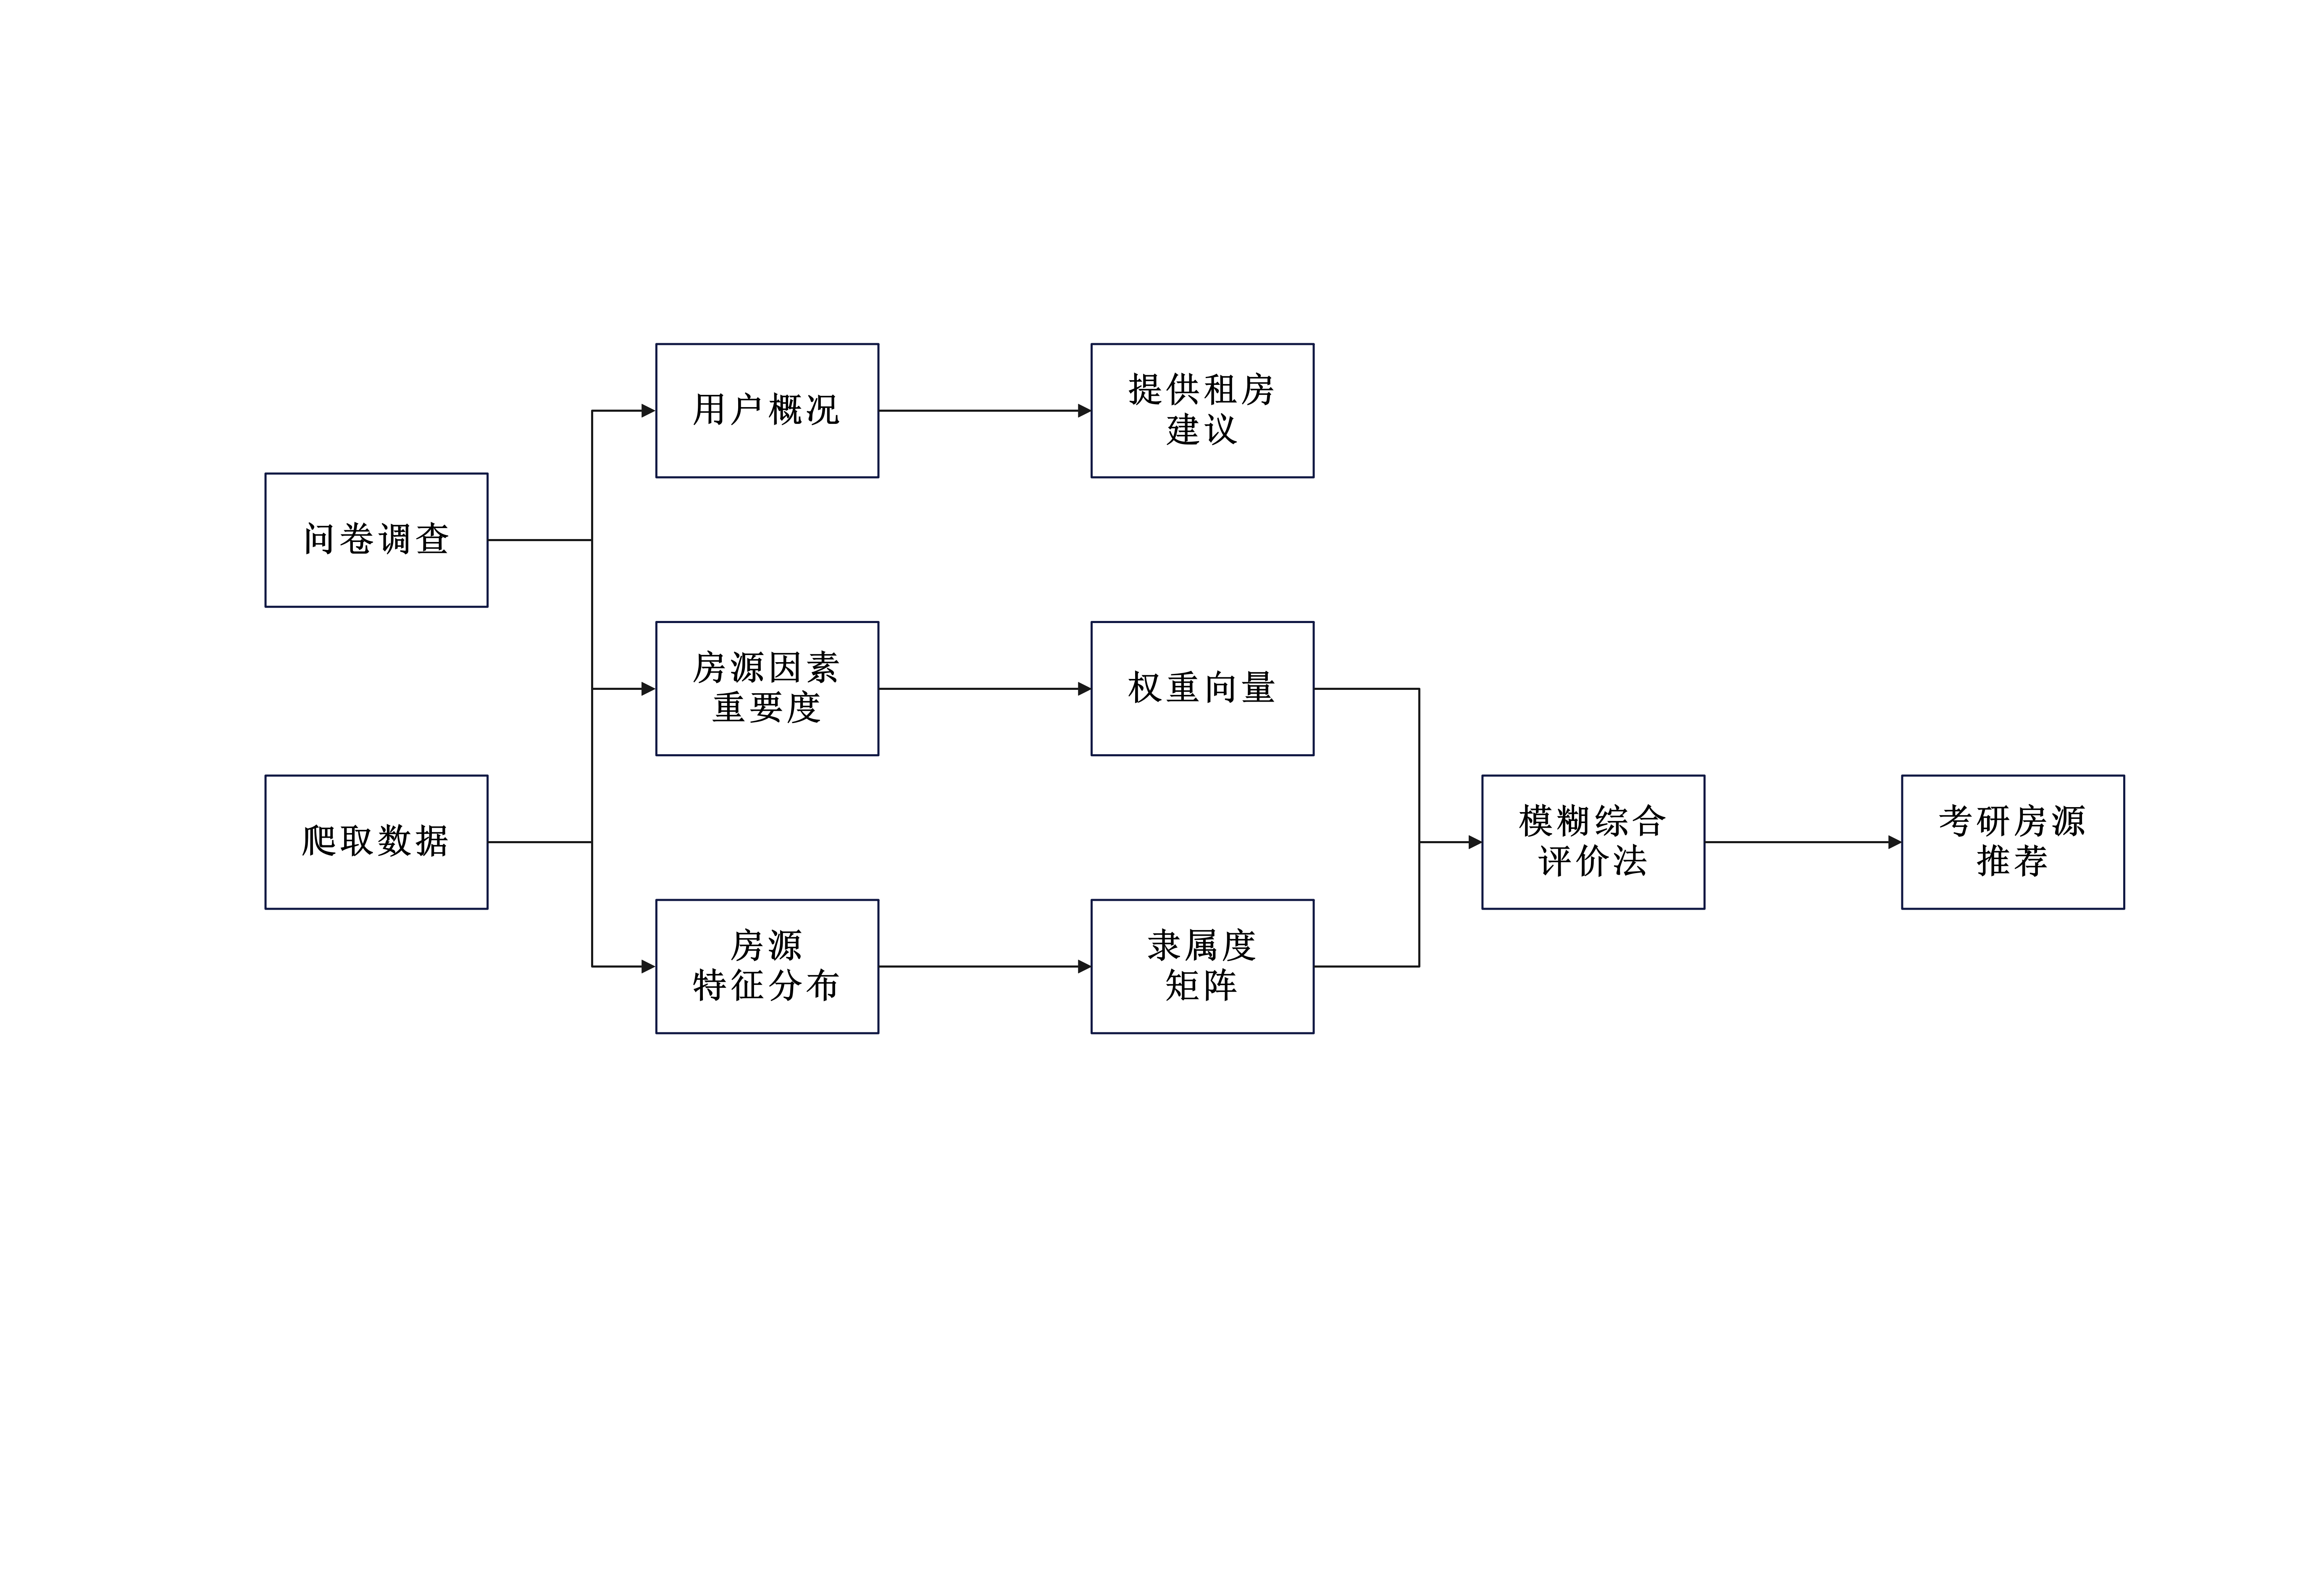 用户概况
提供租房
建议
问卷调查
房源因素
重要度
权重向量
爬取数据
模糊综合
评价法
考研房源
推荐
房源
特征分布
隶属度
矩阵